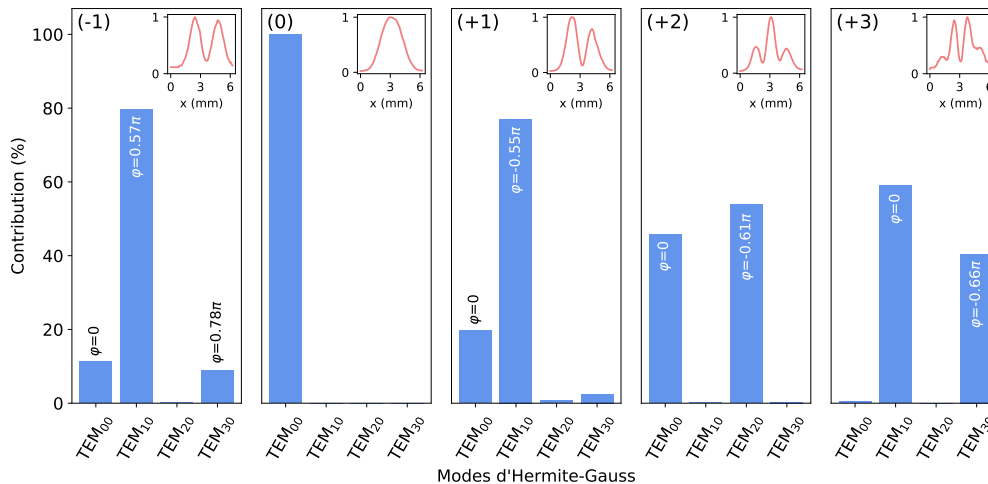 (-1)
(0)
(+1)
(+2)
(+3)
1
0
0 3 6
x (mm)
1
0
0 3 6
x (mm)
1
0
0 3 6
x (mm)
1
0
0 3 6
x (mm)
1
0
0 3 6
x (mm)
Contribution (%)
100
80
60
40
20
0
φ=0
φ=0.57π
φ=0.78π
φ=0
φ=-0.55π
φ=0
φ=-0.61π
φ=0
φ=-0.66π
TEM₀₀ TEM₁₀ TEM₂₀ TEM₃₀
TEM₀₀ TEM₁₀ TEM₂₀ TEM₃₀
TEM₀₀ TEM₁₀ TEM₂₀ TEM₃₀
TEM₀₀ TEM₁₀ TEM₂₀ TEM₃₀
TEM₀₀ TEM₁₀ TEM₂₀ TEM₃₀
Modes d'Hermite-Gauss